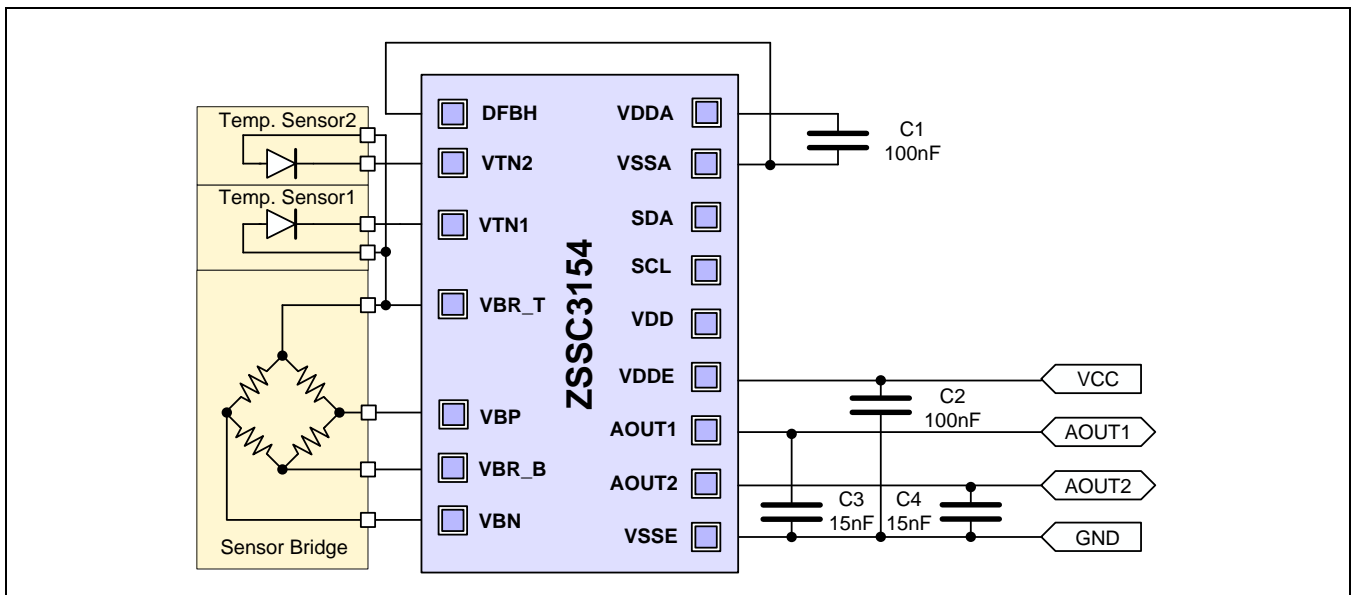 Temp. Sensor2
Temp. Sensor1
Sensor Bridge
DFBH
VTN2
VTN1
VBR_T
VBP
VBR_B
VBN
ZSSC3154
VDDA
VSSA
SDA
SCL
VDD
VDDE
AOUT1
AOUT2
VSSE
C1
100nF
C2
100nF
C3
15nF
C4
15nF
VCC
AOUT1
AOUT2
GND